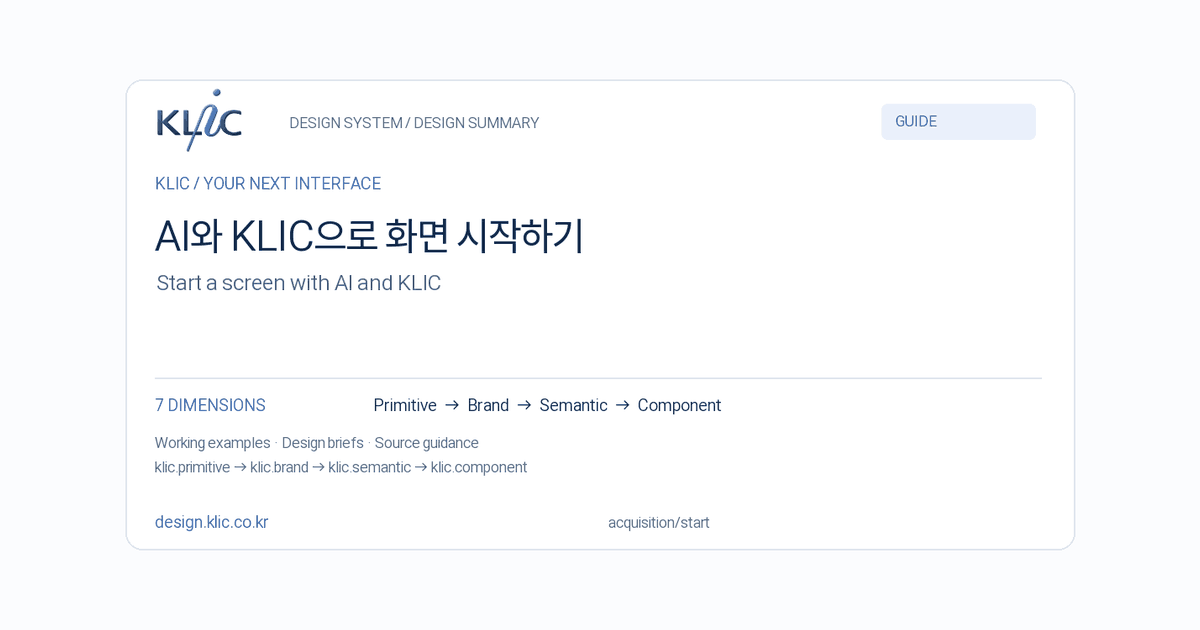 KLiC
DESIGN SYSTEM / DESIGN SUMMARY
GUIDE
KLIC / YOUR NEXT INTERFACE
AI와 KLIC으로 화면 시작하기
Start a screen with AI and KLIC
7 DIMENSIONS
Primitive → Brand → Semantic → Component
Working examples · Design briefs · Source guidance
klic.primitive → klic.brand → klic.semantic → klic.component
design.klic.co.kr
acquisition/start